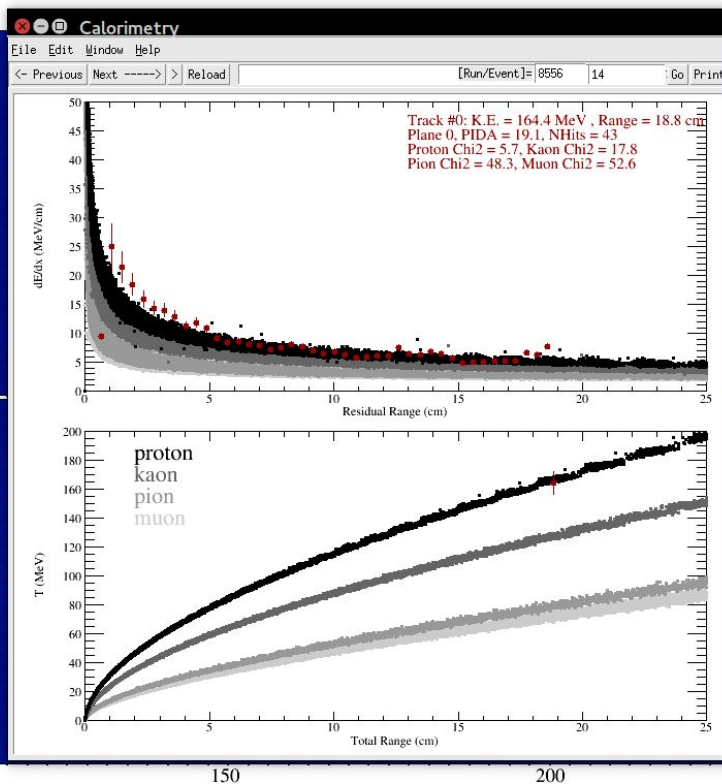 Calorimetry
File Edit Window Help
<- Previous Next -----> > Reload [Run/Event]= 8556 14 Go Print
50
45
40
35
30
25
20
15
10
5
0
dE/dx (MeV/cm)
Track #0: K.E. = 164.4 MeV , Range = 18.8 cm
Plane 0, PIDA = 19.1, NHits = 43
Proton Chi2 = 5.7, Kaon Chi2 = 17.8
Pion Chi2 = 48.3, Muon Chi2 = 52.6
0 5 10 15 20 25
Residual Range (cm)
200
180
160
140
120
100
80
60
40
20
0
T (MeV)
proton
kaon
pion
muon
0 5 10 15 20 25
Total Range (cm)
150 200